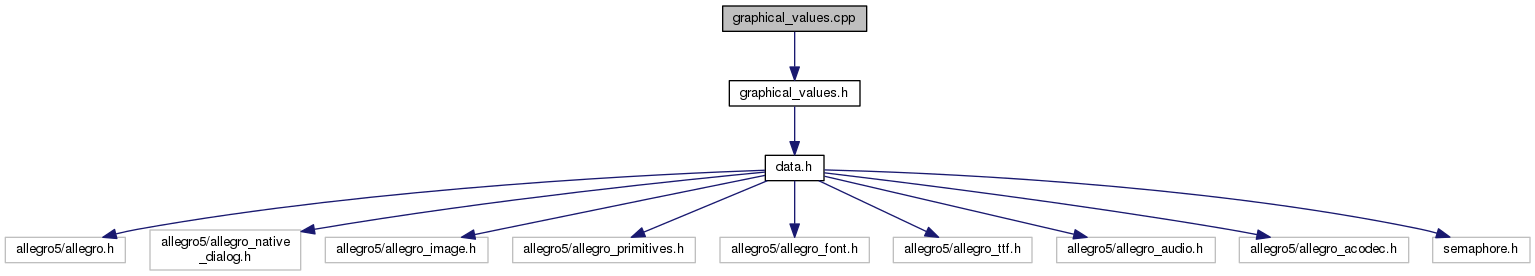 graphical_values.cpp
graphical_values.h
data.h
allegro5/allegro.h
allegro5/allegro_native
_dialog.h
allegro5/allegro_image.h
allegro5/allegro_primitives.h
allegro5/allegro_font.h
allegro5/allegro_ttf.h
allegro5/allegro_audio.h
allegro5/allegro_acodec.h
semaphore.h